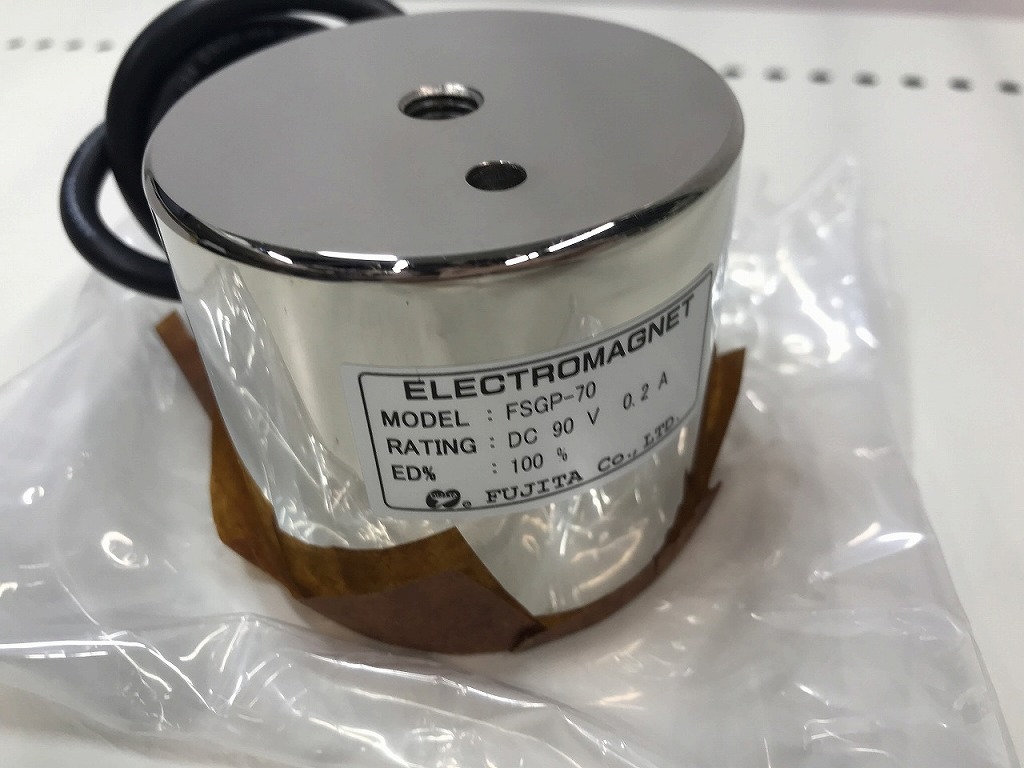 ELECTROMAGNET
MODEL : FSGP-70
RATING : DC 90 V 0.2 A
ED% : 100 %
FUJITA CO., LTD.